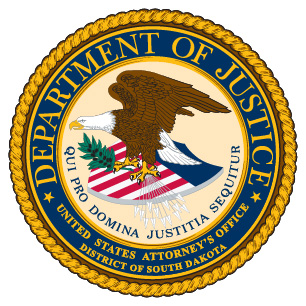 DEPARTMENT OF JUSTICE
QUI PRO DOMINA JUSTITIA SEQUITUR
UNITED STATES ATTORNEY'S OFFICE
DISTRICT OF SOUTH DAKOTA